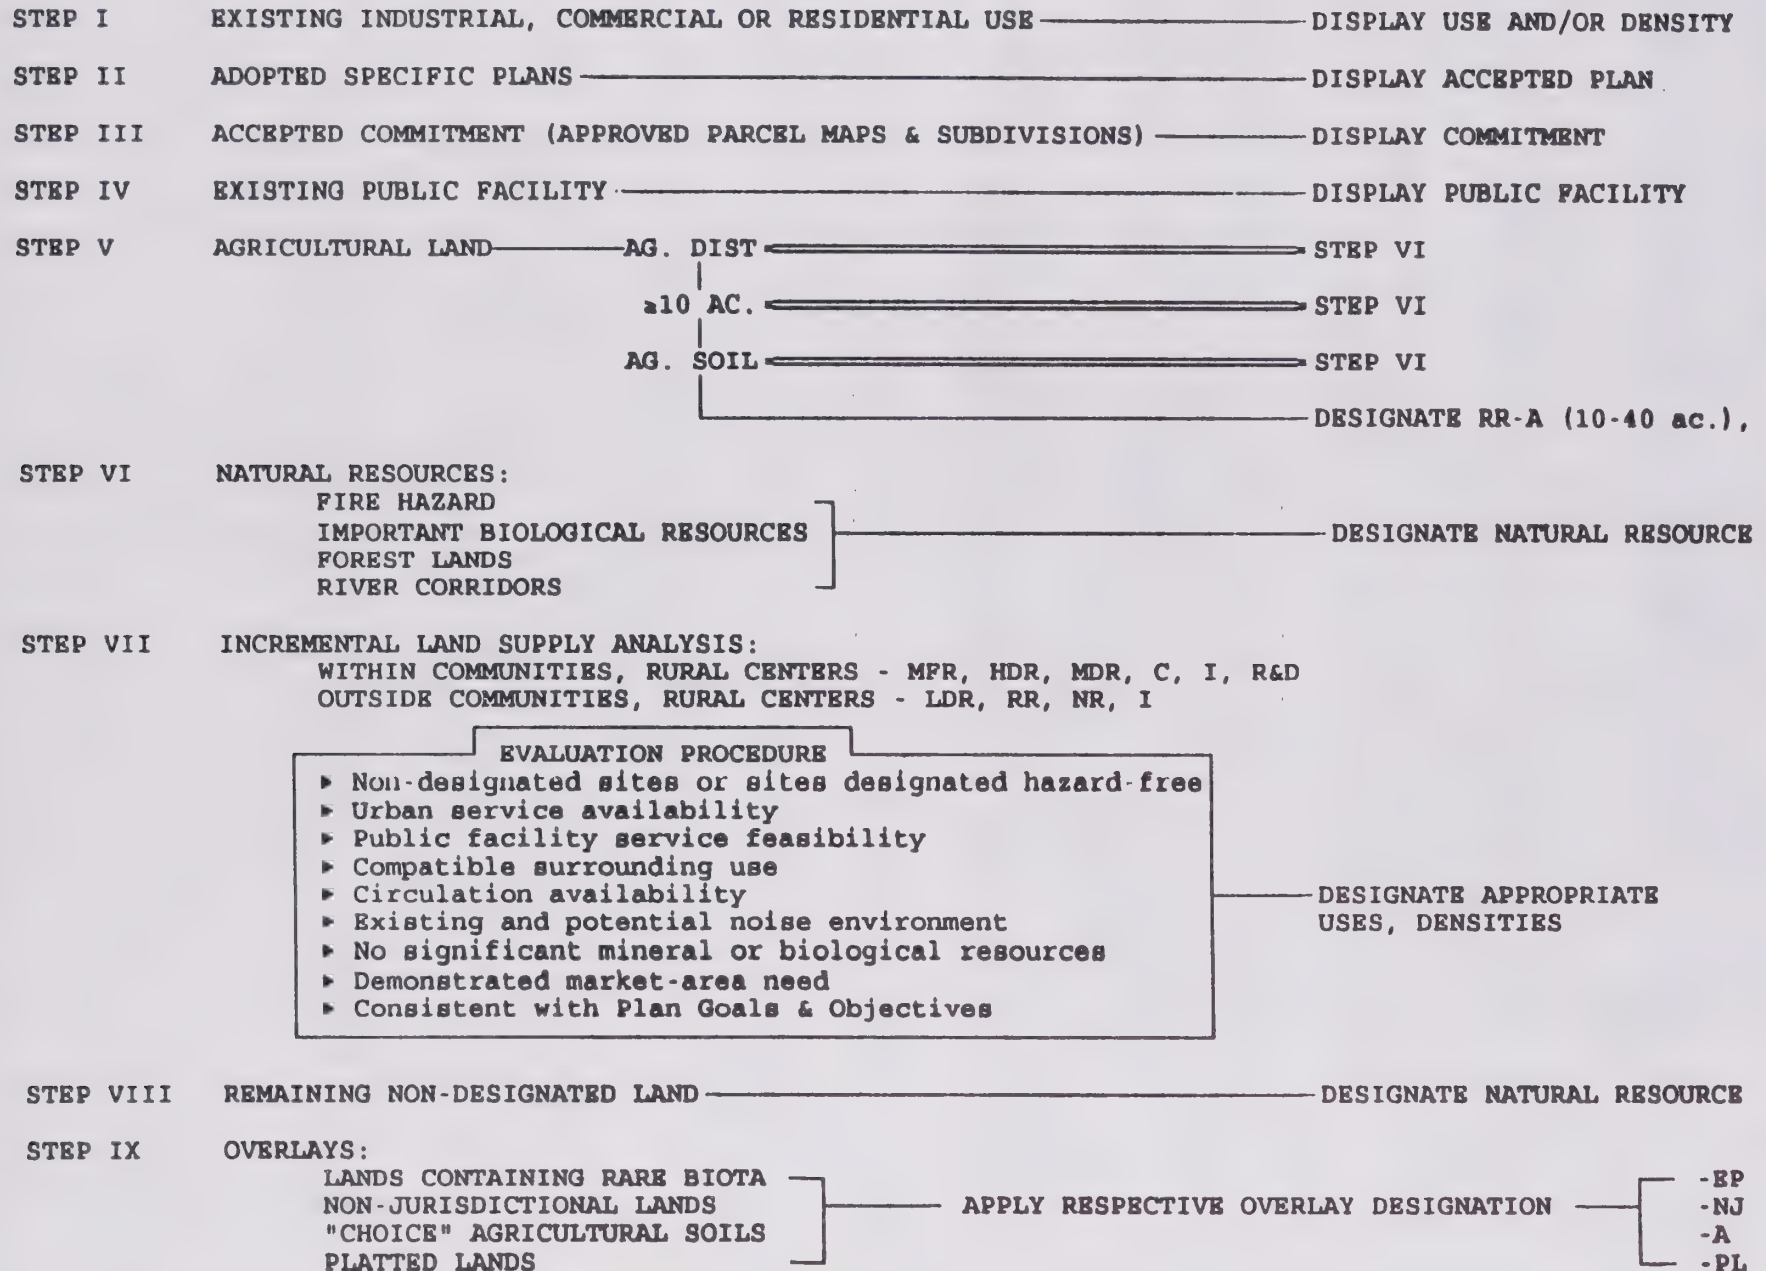 STEP I EXISTING INDUSTRIAL, COMMERCIAL OR RESIDENTIAL USE DISPLAY USE AND/OR DENSITY
STEP II ADOPTED SPECIFIC PLANS DISPLAY ACCEPTED PLAN
STEP III ACCEPTED COMMITMENT (APPROVED PARCEL MAPS & SUBDIVISIONS) DISPLAY COMMITMENT
STEP IV EXISTING PUBLIC FACILITY DISPLAY PUBLIC FACILITY
STEP V AGRICULTURAL LAND AG. DIST STEP VI
≥10 AC. STEP VI
AG. SOIL STEP VI
DESIGNATE RR-A (10-40 ac.),
STEP VI NATURAL RESOURCES:
FIRE HAZARD
IMPORTANT BIOLOGICAL RESOURCES DESIGNATE NATURAL RESOURCE
FOREST LANDS
RIVER CORRIDORS
STEP VII INCREMENTAL LAND SUPPLY ANALYSIS:
WITHIN COMMUNITIES, RURAL CENTERS - MFR, HDR, MDR, C, I, R&D
OUTSIDE COMMUNITIES, RURAL CENTERS - LDR, RR, NR, I
EVALUATION PROCEDURE
▶ Non-designated sites or sites designated hazard-free
▶ Urban service availability
▶ Public facility service feasibility
▶ Compatible surrounding use
▶ Circulation availability
▶ Existing and potential noise environment
▶ No significant mineral or biological resources
▶ Demonstrated market-area need
▶ Consistent with Plan Goals & Objectives
DESIGNATE APPROPRIATE
USES, DENSITIES
STEP VIII REMAINING NON-DESIGNATED LAND DESIGNATE NATURAL RESOURCE
STEP IX OVERLAYS:
LANDS CONTAINING RARE BIOTA
NON-JURISDICTIONAL LANDS
"CHOICE" AGRICULTURAL SOILS
PLATTED LANDS
APPLY RESPECTIVE OVERLAY DESIGNATION
-EP
-NJ
-A
-PL